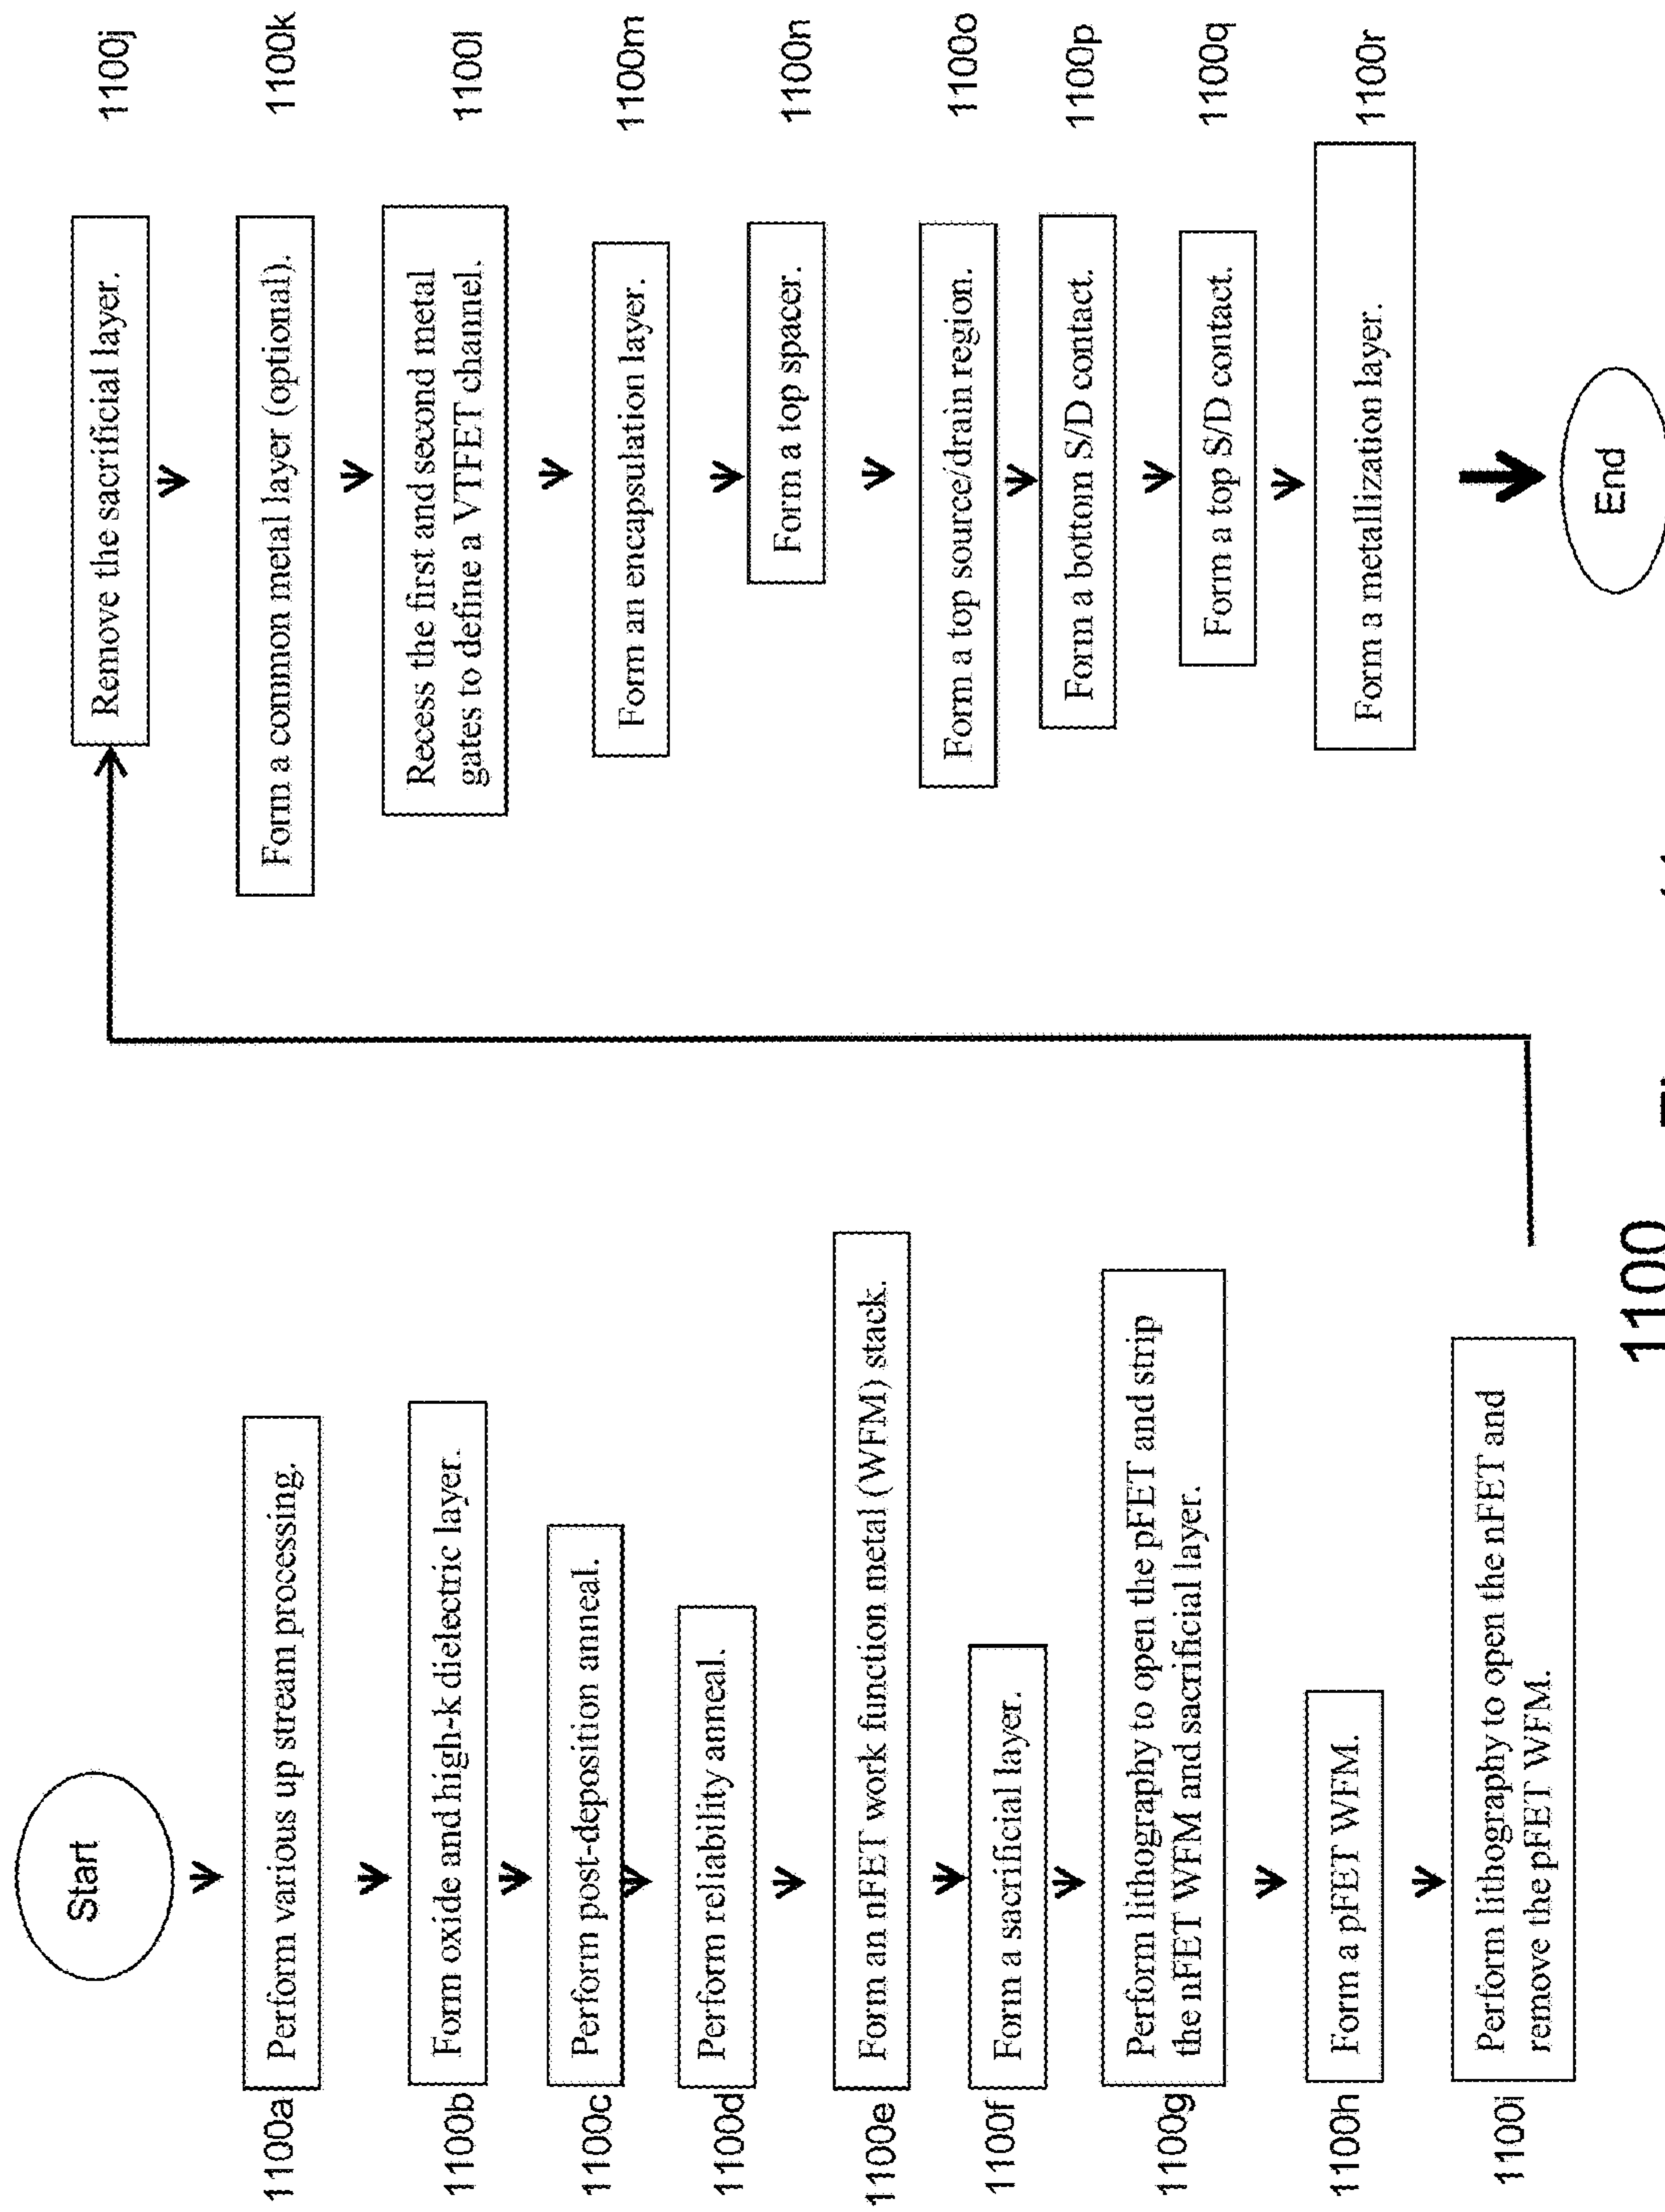 Start
1100a
Perform various up stream processing.
1100b
Form oxide and high-k dielectric layer.
1100c
Perform post-deposition anneal.
1100d
Perform reliability anneal.
1100e
Form an nFET work function metal (WFM) stack.
1100f
Form a sacrificial layer.
1100g
Perform lithography to open the pFET and strip
the nFET WFM and sacrificial layer.
1100h
Form a pFET WFM.
1100i
Perform lithography to open the nFET and
remove the pFET WFM.
Remove the sacrificial layer.
1100j
Form a common metal layer (optional).
1100k
Recess the first and second metal
gates to define a VTFET channel.
1100l
Form an encapsulation layer.
1100m
Form a top spacer.
1100n
Form a top source/drain region.
1100o
Form a bottom S/D contact.
1100p
Form a top S/D contact.
1100q
Form a metallization layer.
1100r
End
1100